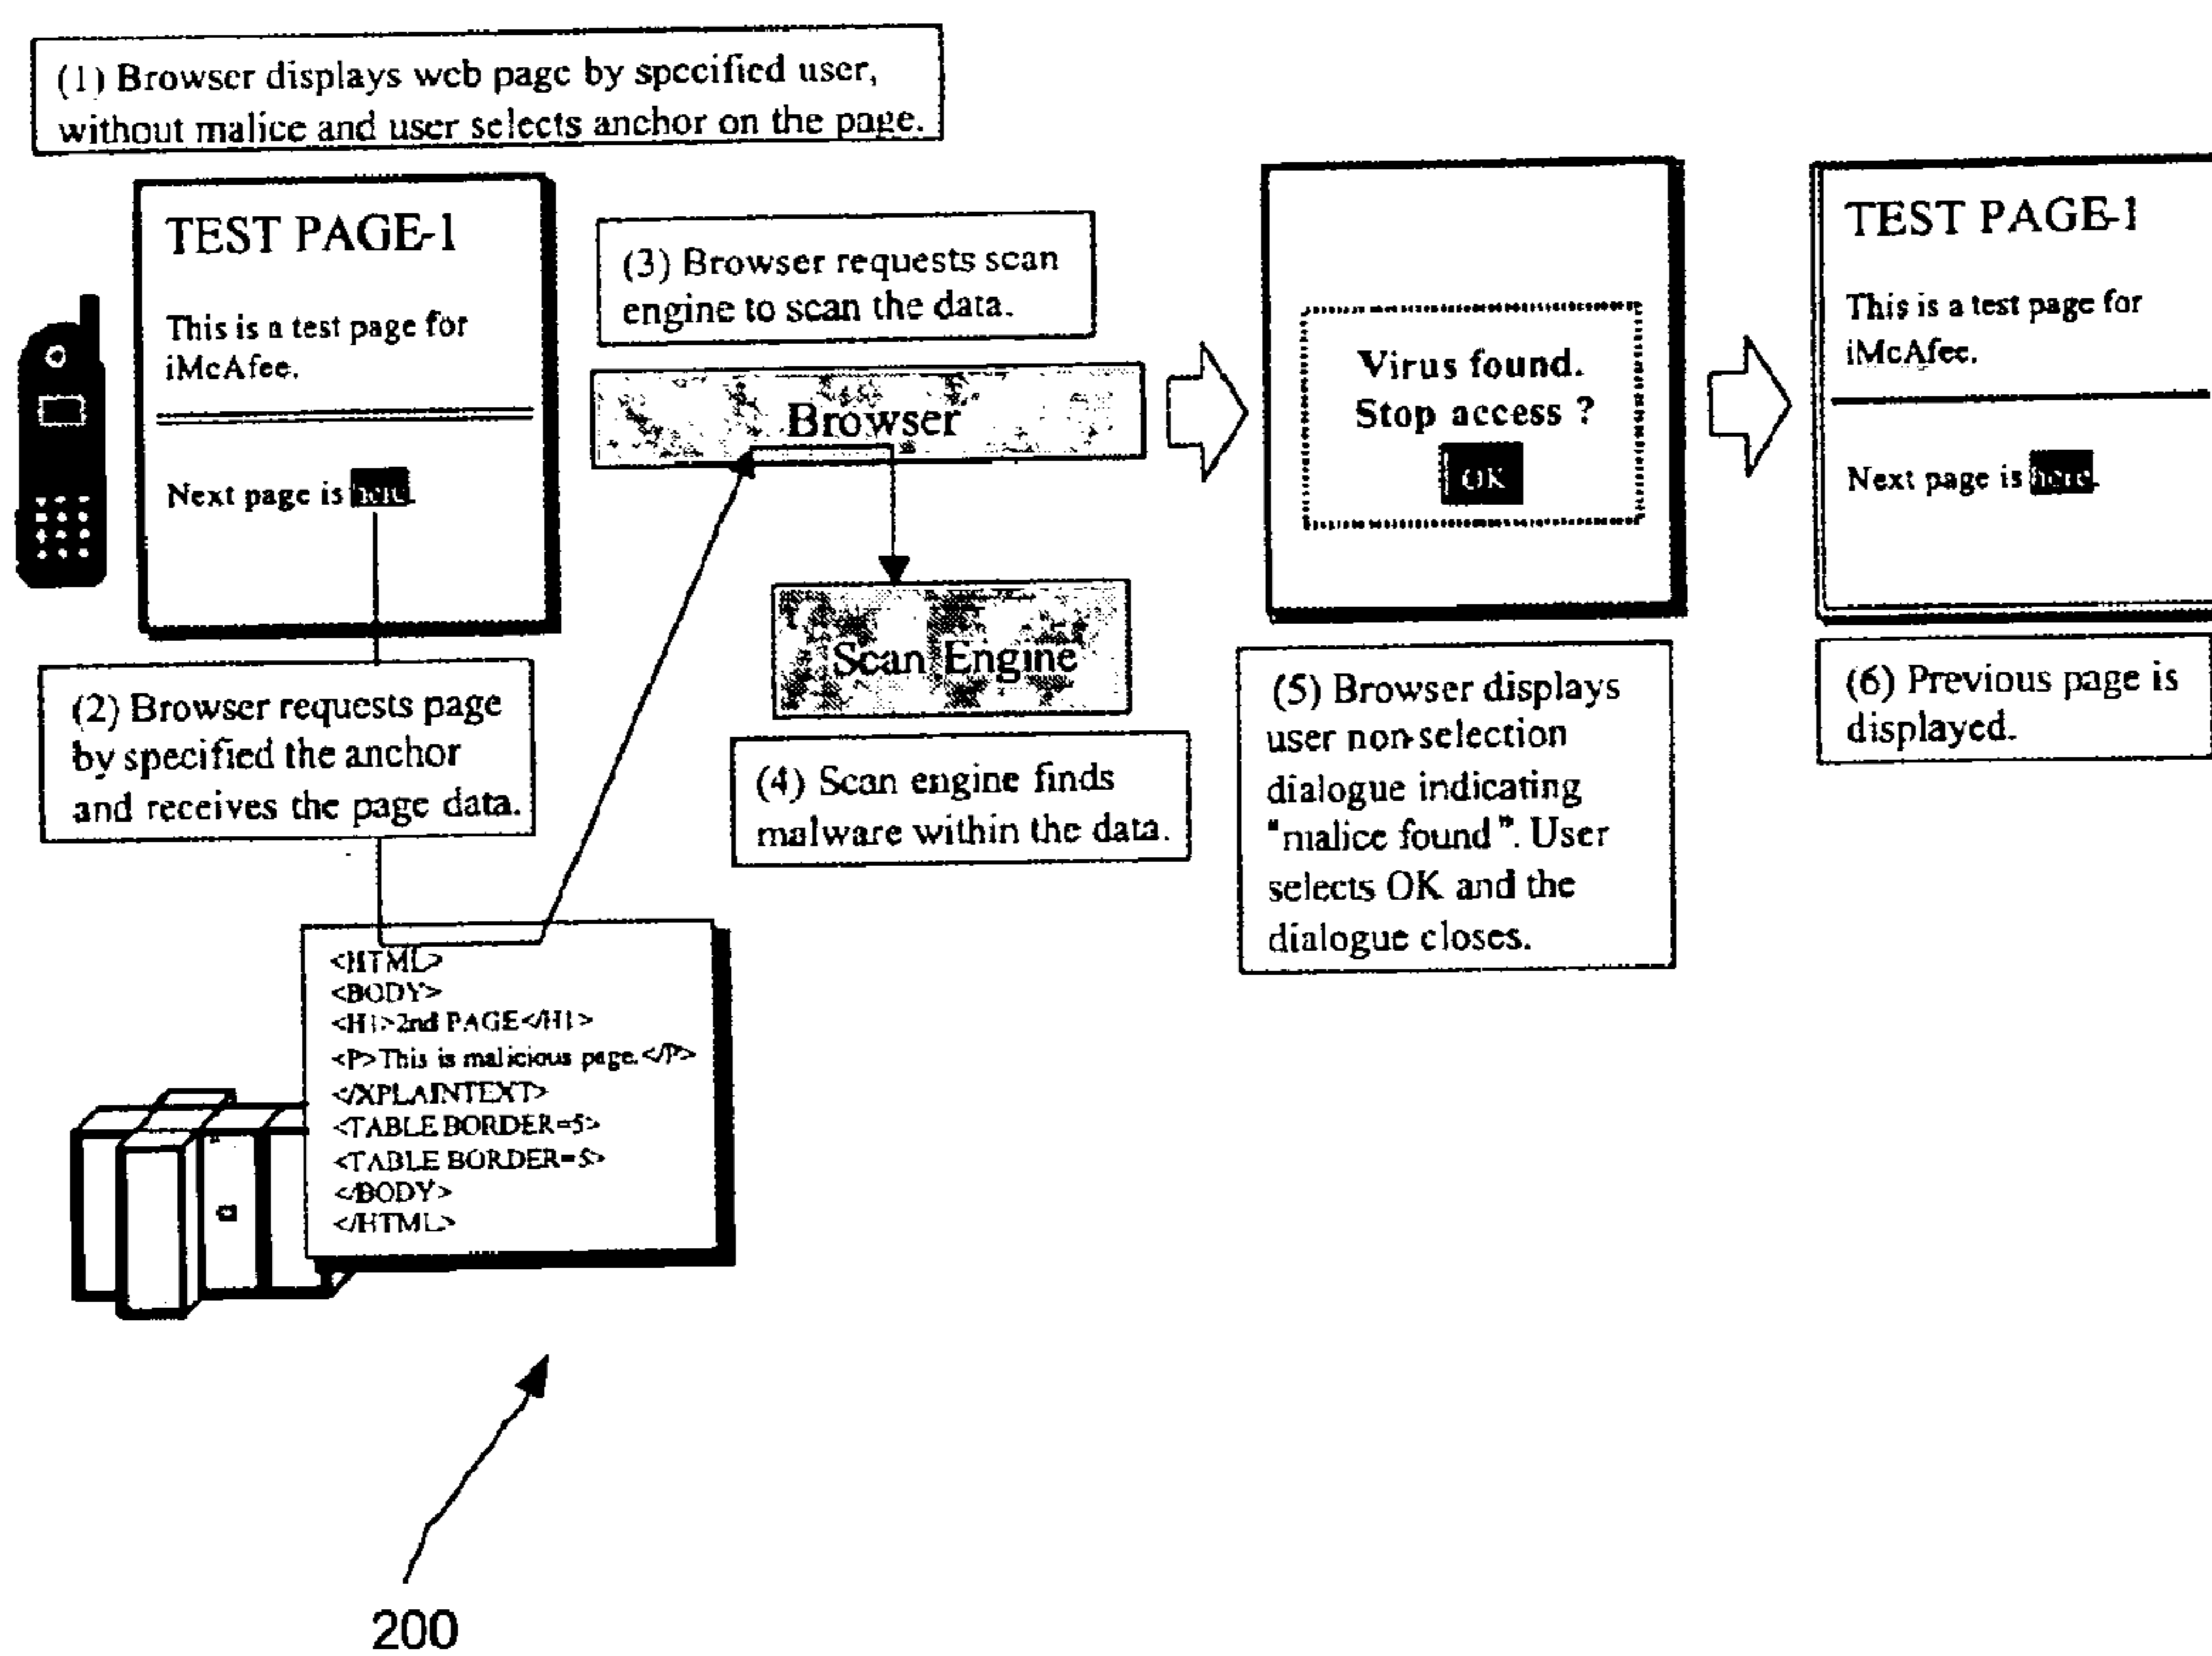 (1) Browser displays web page by specified user,
without malice and user selects anchor on the page.
TEST PAGE-1
This is a test page for
iMcAfee.
Next page is here.
(2) Browser requests page
by specified the anchor
and receives the page data.
<HTML>
<BODY>
<H1>2nd PAGE</H1>
<P>This is malicious page.</P>
</XPLAINTEXT>
<TABLE BORDER=5>
<TABLE BORDER=5>
</BODY>
</HTML>
(3) Browser requests scan
engine to scan the data.
Browser
Scan Engine
(4) Scan engine finds
malware within the data.
Virus found.
Stop access ?
OK
(5) Browser displays
user non-selection
dialogue indicating
"malice found". User
selects OK and the
dialogue closes.
TEST PAGE-1
This is a test page for
iMcAfee.
Next page is here.
(6) Previous page is
displayed.
200